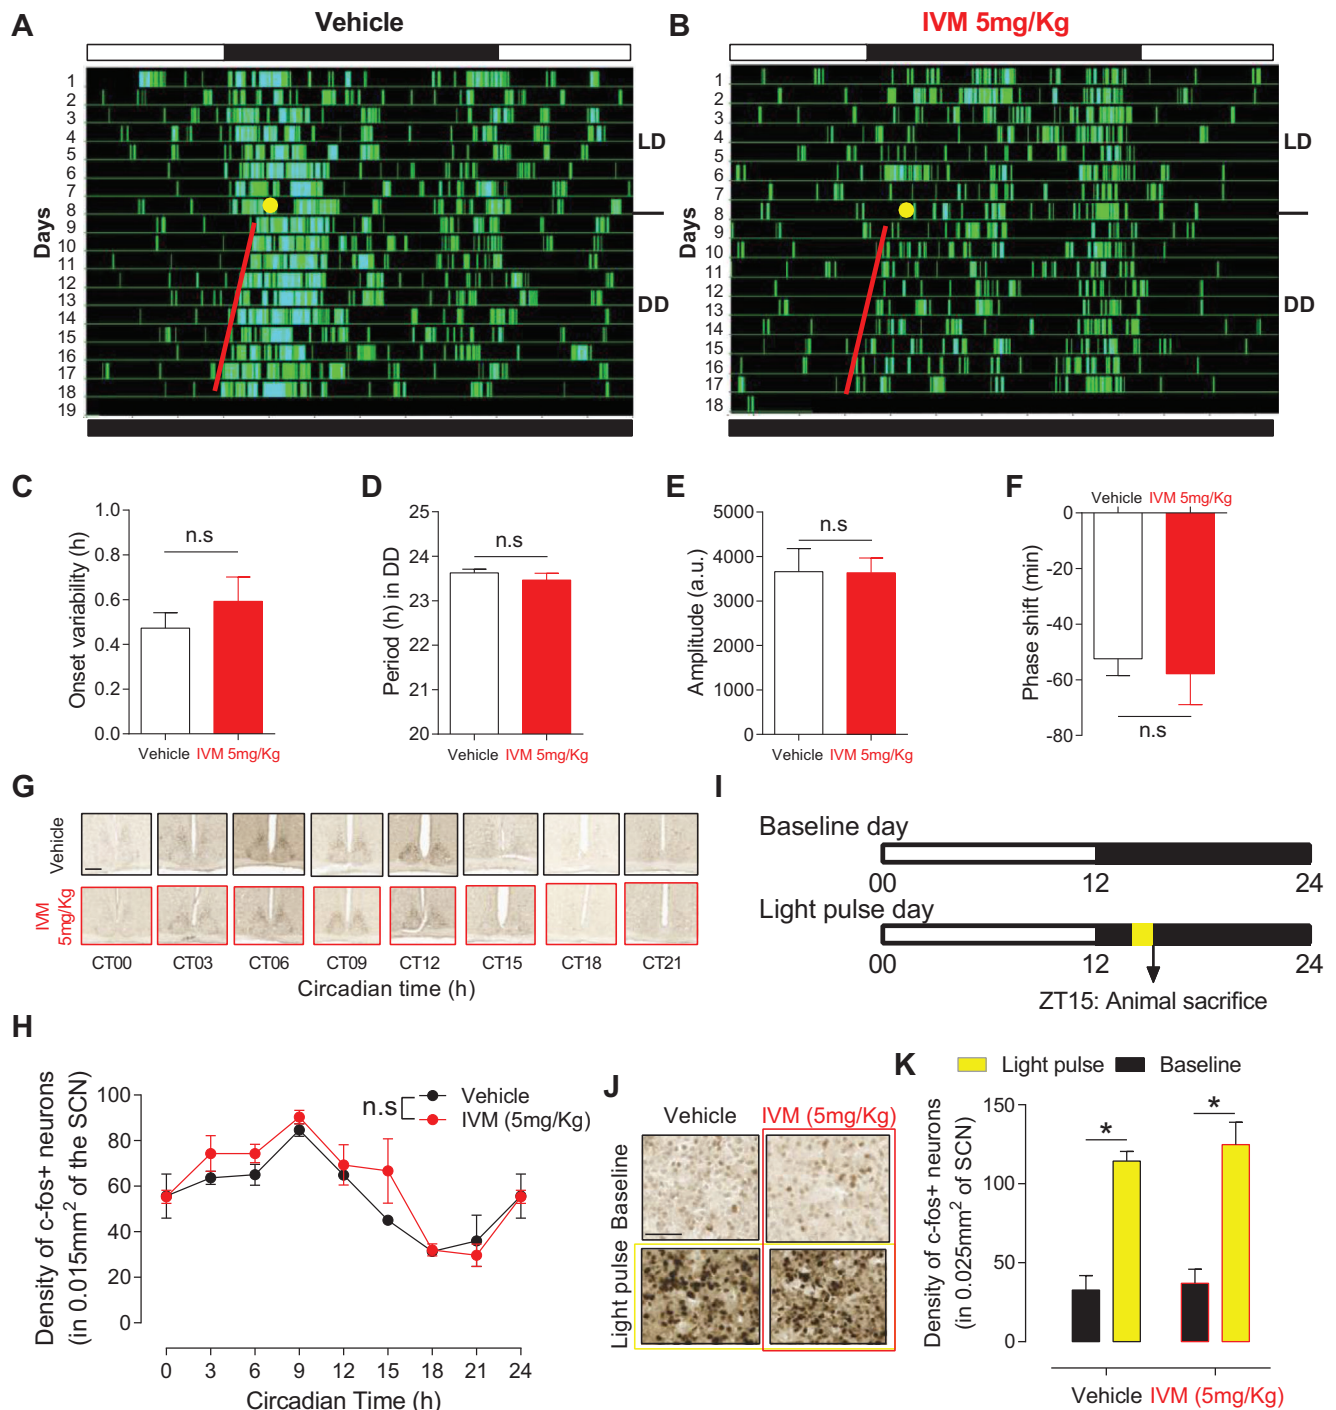 A
Vehicle
B
IVM 5mg/Kg
Days
1
2
3
4
5
6
7
8
9
10
11
12
13
14
15
16
17
18
19
LD
DD
Days
1
2
3
4
5
6
7
8
9
10
11
12
13
14
15
16
17
18
LD
DD
C
Onset variability (h)
1.0
0.8
0.6
0.4
0.2
0.0
n.s
Vehicle
IVM 5mg/Kg
D
Period (h) in DD
25
24
23
22
21
20
n.s
Vehicle
IVM 5mg/Kg
E
Amplitude (a.u.)
5000
4000
3000
2000
1000
0
n.s
Vehicle
IVM 5mg/Kg
F
Vehicle
IVM 5mg/Kg
Phase shift (min)
0
-20
-40
-60
-80
n.s
G
Vehicle
IVM
5mg/Kg
CT00 CT03 CT06 CT09 CT12 CT15 CT18 CT21
Circadian time (h)
I
Baseline day
00 12 24
Light pulse day
00 12 24
ZT15: Animal sacrifice
H
Density of c-fos+ neurons
(in 0.015mm² of the SCN)
100
80
60
40
20
0
n.s
Vehicle
IVM (5mg/Kg)
0 3 6 9 12 15 18 21 24
Circadian Time (h)
J
Vehicle
IVM (5mg/Kg)
Baseline
Light pulse
K
Light pulse
Baseline
Density of c-fos+ neurons
(in 0.025mm² of SCN)
150
100
50
0
*
*
Vehicle
IVM (5mg/Kg)